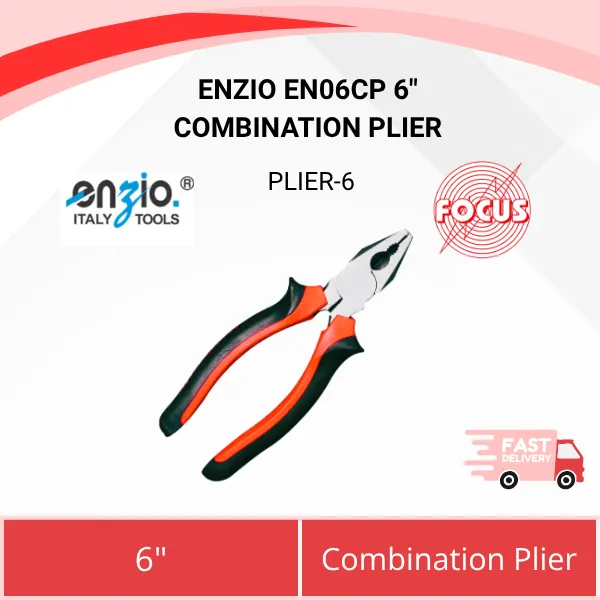 ENZIO EN06CP 6"
COMBINATION PLIER
PLIER-6
enzio.®
ITALY TOOLS
FOCUS
FAST
DELIVERY
6"
Combination Plier